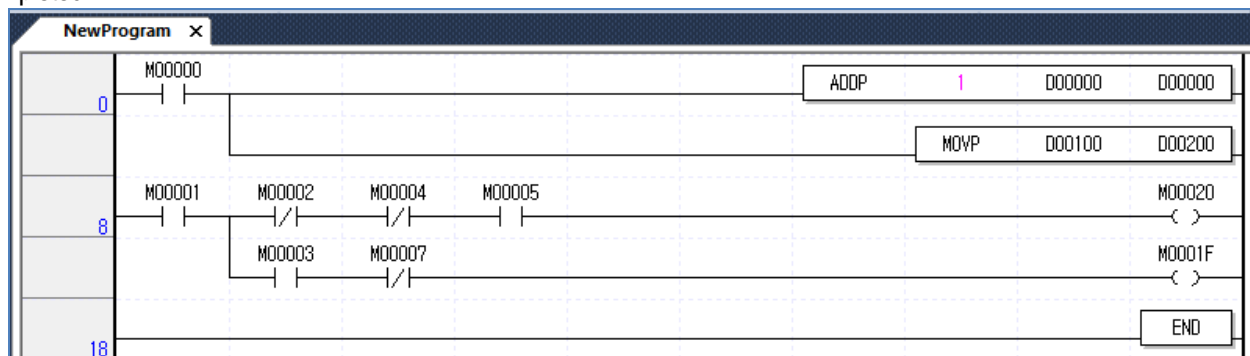 NewProgram X
M00000
0
ADDP 1 D00000 D00000
MOVP D00100 D00200
M00001 M00002 M00004 M00005 M00020
8
M00003 M00007 M0001F
END
18